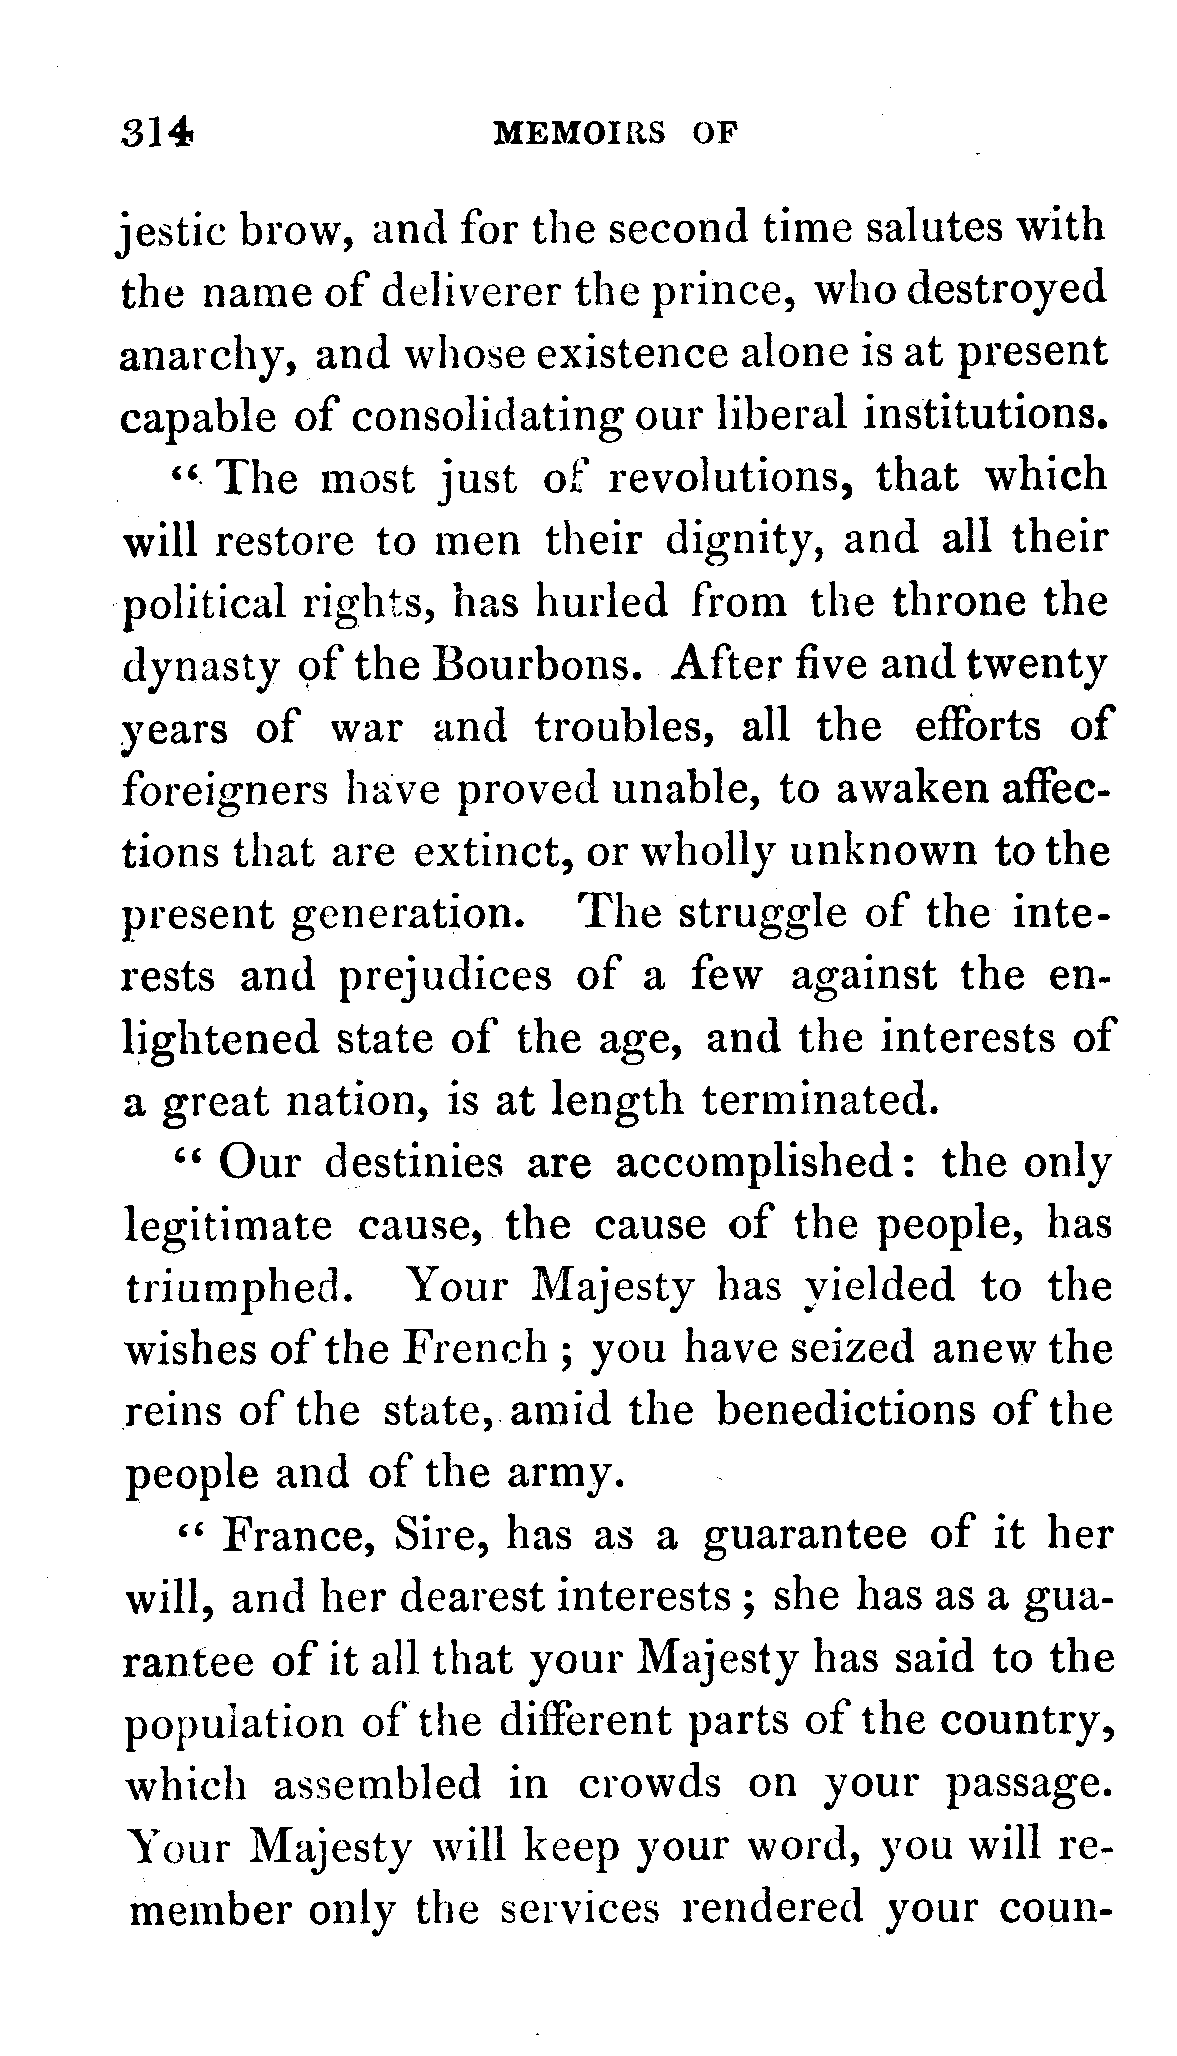 314 MEMOIRS OF
jestic brow, and for the second time salutes with
the name of deliverer the prince, who destroyed
anarchy, and whose existence alone is at present
capable of consolidating our liberal institutions.
“ The most just of revolutions, that which
will restore to men their dignity, and all their
political rights, has hurled from the throne the
dynasty of the Bourbons. After five and twenty
years of war and troubles, all the efforts of
foreigners have proved unable, to awaken affec-
tions that are extinct, or wholly unknown to the
present generation. The struggle of the inte-
rests and prejudices of a few against the en-
lightened state of the age, and the interests of
a great nation, is at length terminated.
“ Our destinies are accomplished: the only
legitimate cause, the cause of the people, has
triumphed. Your Majesty has yielded to the
wishes of the French ; you have seized anew the
reins of the state, amid the benedictions of the
people and of the army.
“ France, Sire, has as a guarantee of it her
will, and her dearest interests ; she has as a gua-
rantee of it all that your Majesty has said to the
population of the different parts of the country,
which assembled in crowds on your passage.
Your Majesty will keep your word, you will re-
member only the services rendered your coun-